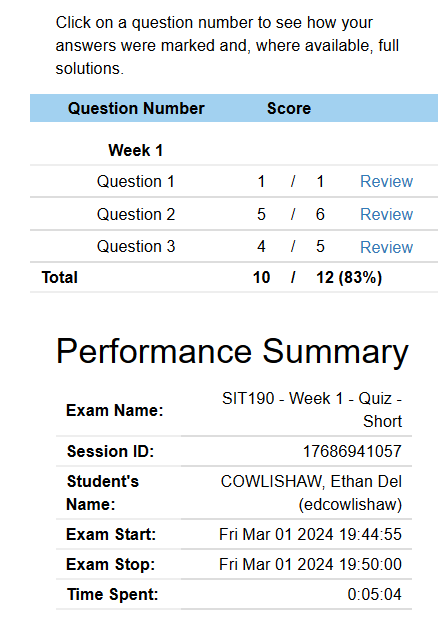 Click on a question number to see how your
answers were marked and, where available, full
solutions.
Question Number Score
Week 1
Question 1 1 / 1 Review
Question 2 5 / 6 Review
Question 3 4 / 5 Review
Total 10 / 12 (83%)
Performance Summary
Exam Name: SIT190 - Week 1 - Quiz -
Short
Session ID: 17686941057
Student's COWLISHAW, Ethan Del
Name: (edcowlishaw)
Exam Start: Fri Mar 01 2024 19:44:55
Exam Stop: Fri Mar 01 2024 19:50:00
Time Spent: 0:05:04